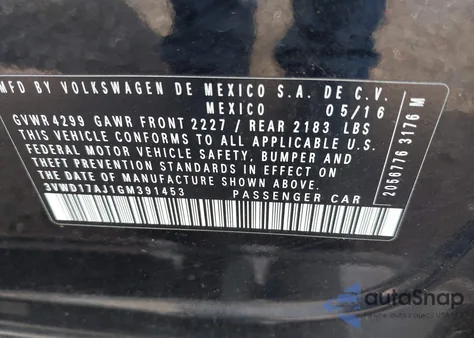 MFD BY VOLKSWAGEN DE MEXICO S.A. DE C.V.
MEXICO 05/16
GVWR 4299 GAWR FRONT 2227 / REAR 2183 LBS
THIS VEHICLE CONFORMS TO ALL APPLICABLE U.S.
FEDERAL MOTOR VEHICLE SAFETY, BUMPER AND
THEFT PREVENTION STANDARDS IN EFFECT ON
THE DATE OF MANUFACTURE SHOWN ABOVE.
3VWD17AJ1GM391453 PASSENGER CAR
2056776 3176 M
autoSnap